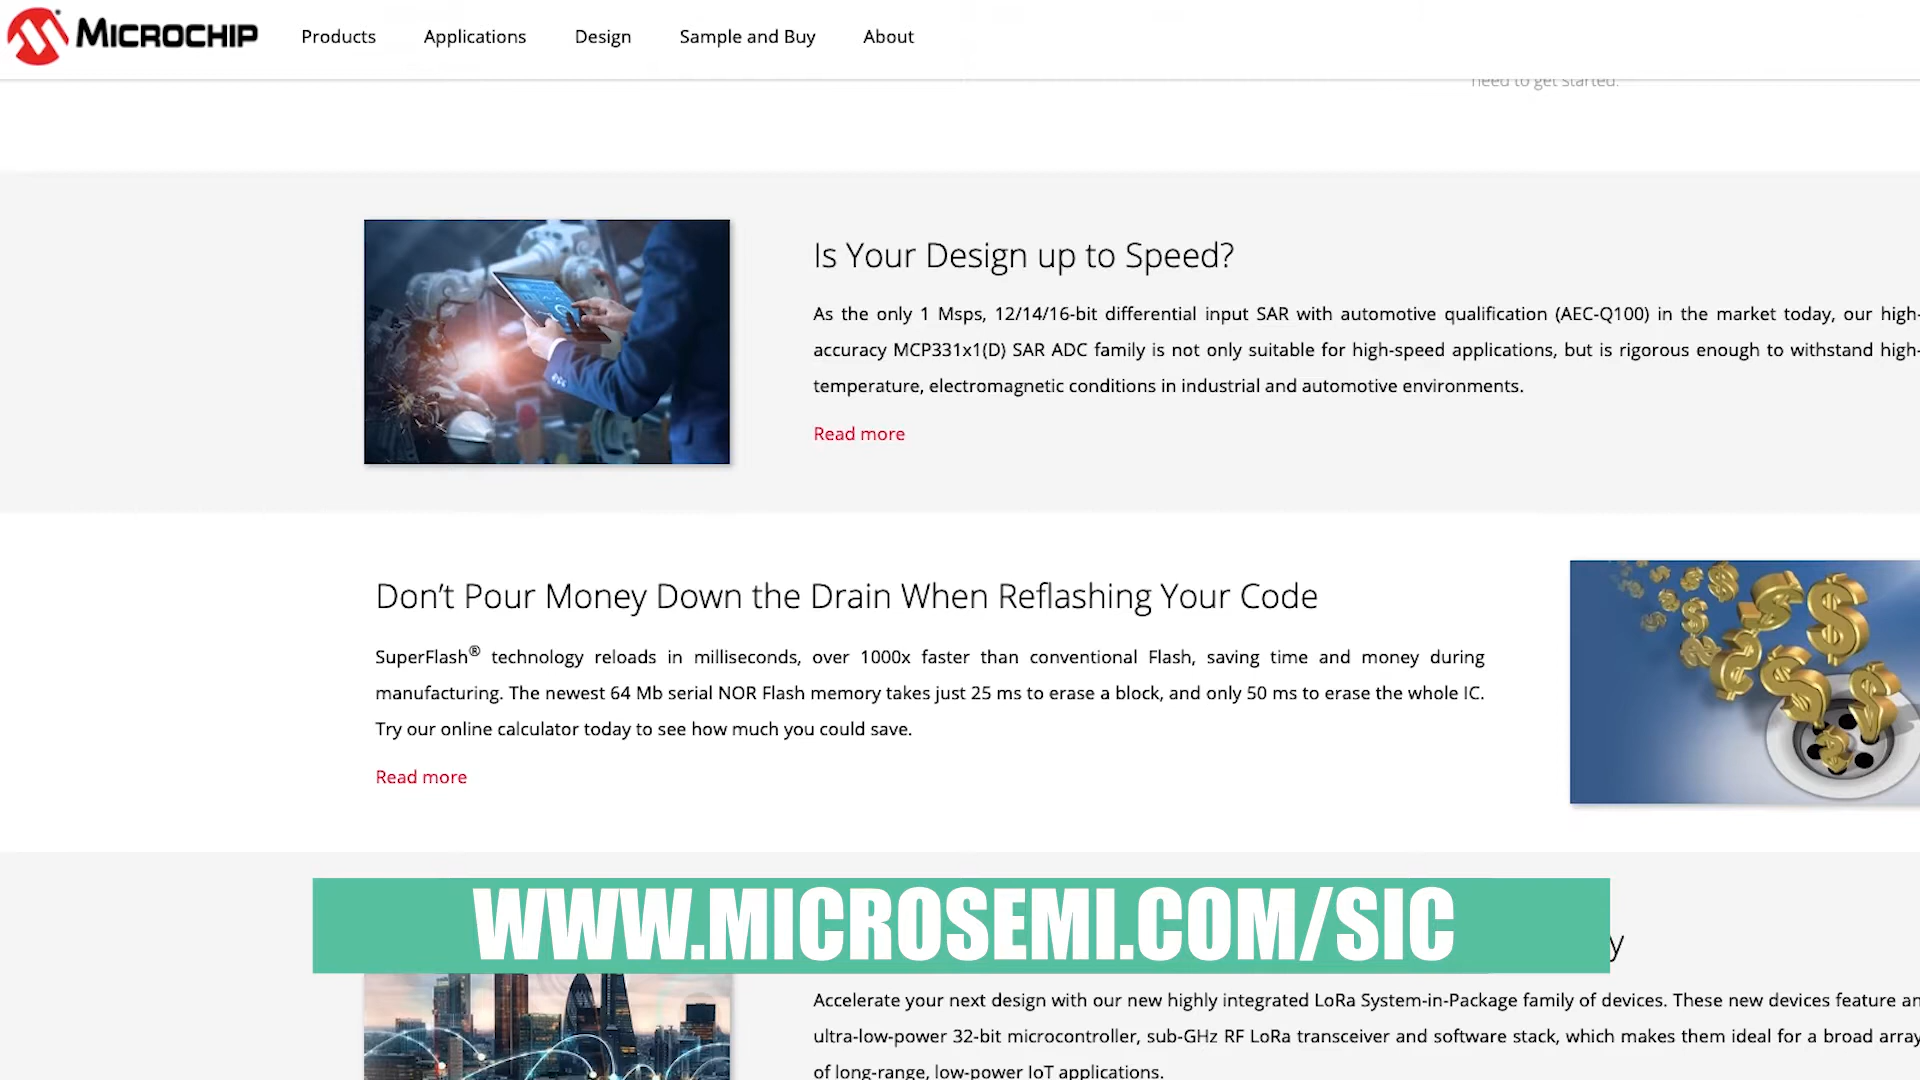 MICROCHIP
Products
Applications
Design
Sample and Buy
About
need to get started.
Is Your Design up to Speed?
As the only 1 Msps, 12/14/16-bit differential input SAR with automotive qualification (AEC-Q100) in the market today, our high-
accuracy MCP331x1(D) SAR ADC family is not only suitable for high-speed applications, but is rigorous enough to withstand high-
temperature, electromagnetic conditions in industrial and automotive environments.
Read more
Don’t Pour Money Down the Drain When Reflashing Your Code
SuperFlash® technology reloads in milliseconds, over 1000x faster than conventional Flash, saving time and money during
manufacturing. The newest 64 Mb serial NOR Flash memory takes just 25 ms to erase a block, and only 50 ms to erase the whole IC.
Try our online calculator today to see how much you could save.
Read more
WWW.MICROSEMI.COM/SIC
Accelerate your next design with our new highly integrated LoRa System-in-Package family of devices. These new devices feature an
ultra-low-power 32-bit microcontroller, sub-GHz RF LoRa transceiver and software stack, which makes them ideal for a broad array
of long-range, low-power IoT applications.